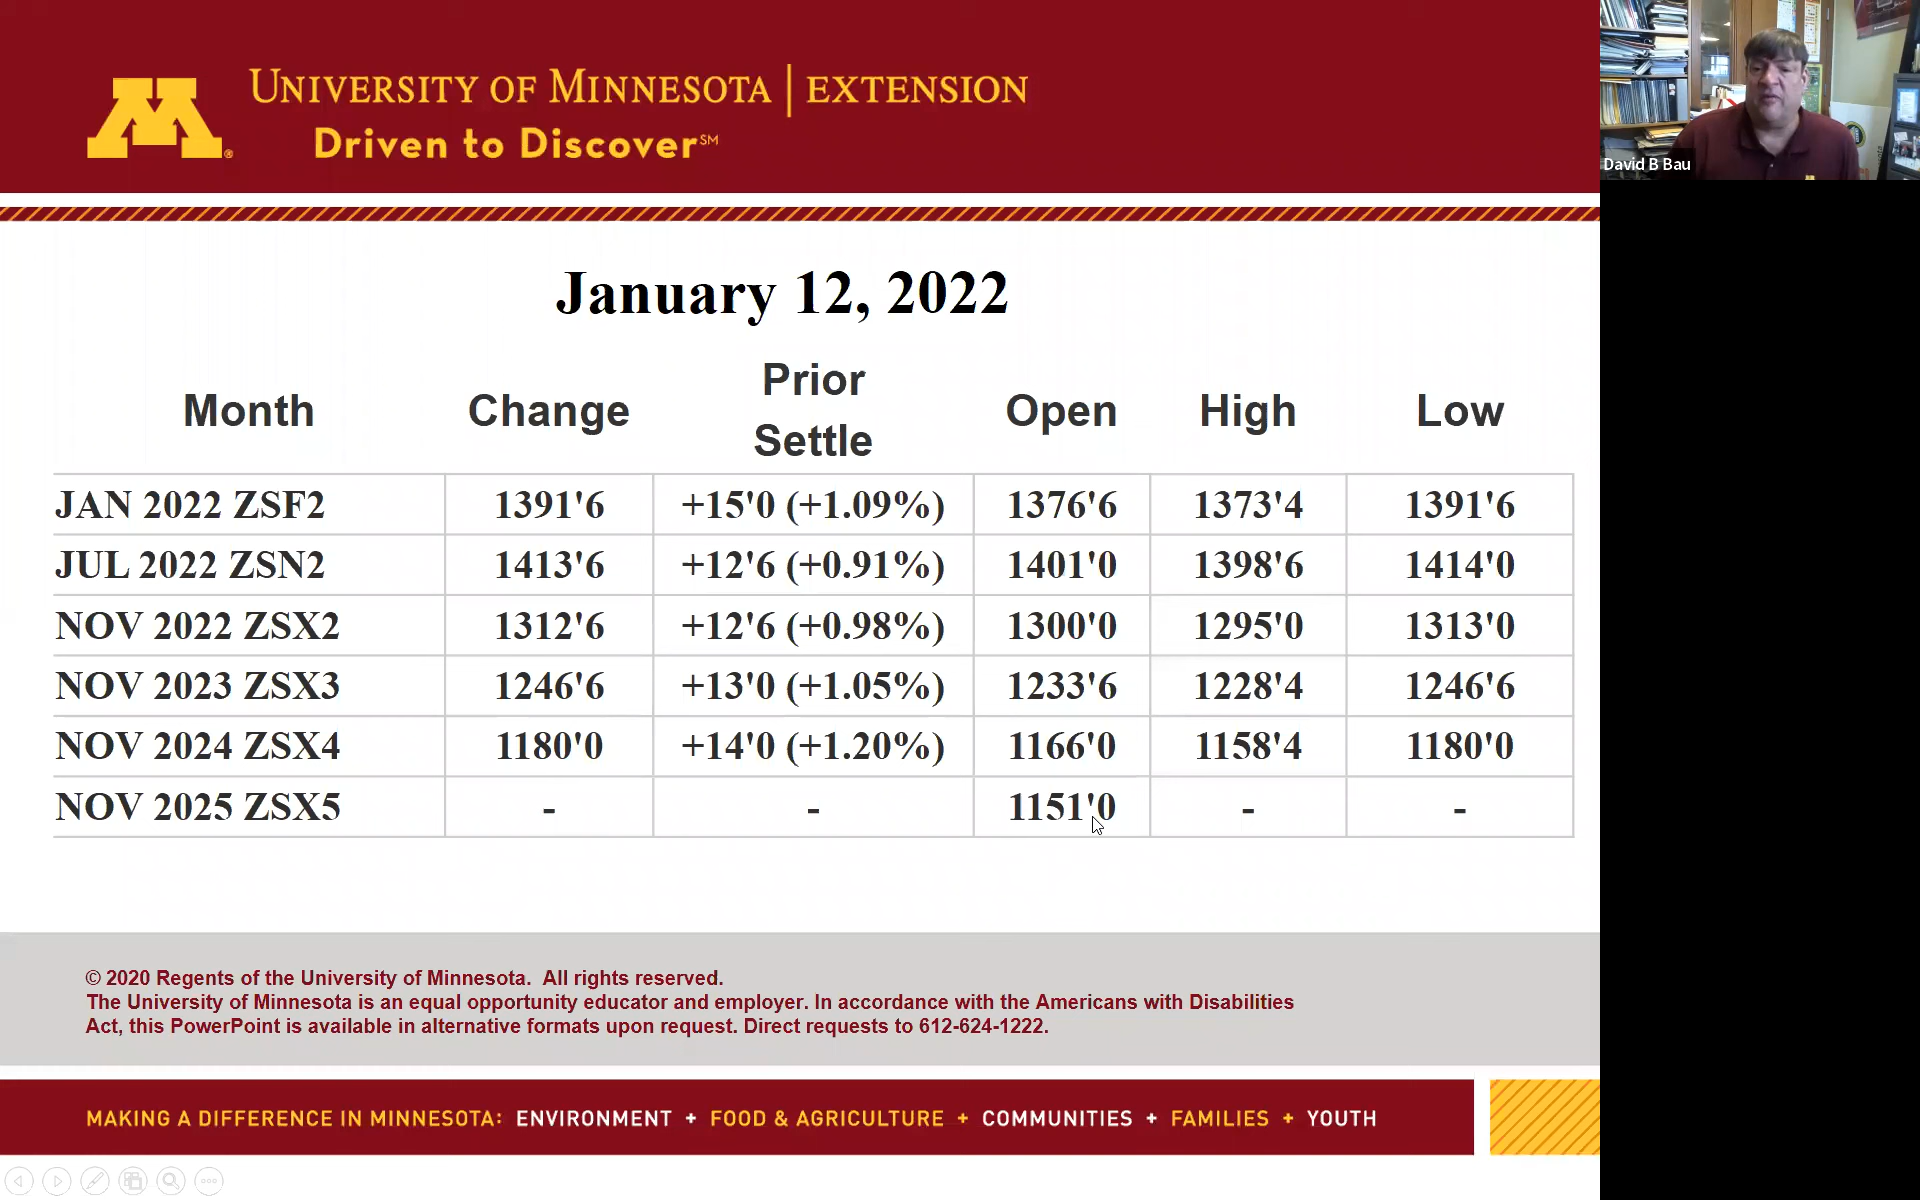 UNIVERSITY OF MINNESOTA | EXTENSION
Driven to Discover℠
David B Bau
January 12, 2022
Month Change Prior Settle Open High Low
JAN 2022 ZSF2 1391'6 +15'0 (+1.09%) 1376'6 1373'4 1391'6
JUL 2022 ZSN2 1413'6 +12'6 (+0.91%) 1401'0 1398'6 1414'0
NOV 2022 ZSX2 1312'6 +12'6 (+0.98%) 1300'0 1295'0 1313'0
NOV 2023 ZSX3 1246'6 +13'0 (+1.05%) 1233'6 1228'4 1246'6
NOV 2024 ZSX4 1180'0 +14'0 (+1.20%) 1166'0 1158'4 1180'0
NOV 2025 ZSX5 - - 1151'0 - -
© 2020 Regents of the University of Minnesota. All rights reserved.
The University of Minnesota is an equal opportunity educator and employer. In accordance with the Americans with Disabilities
Act, this PowerPoint is available in alternative formats upon request. Direct requests to 612-624-1222.
MAKING A DIFFERENCE IN MINNESOTA: ENVIRONMENT + FOOD & AGRICULTURE + COMMUNITIES + FAMILIES + YOUTH